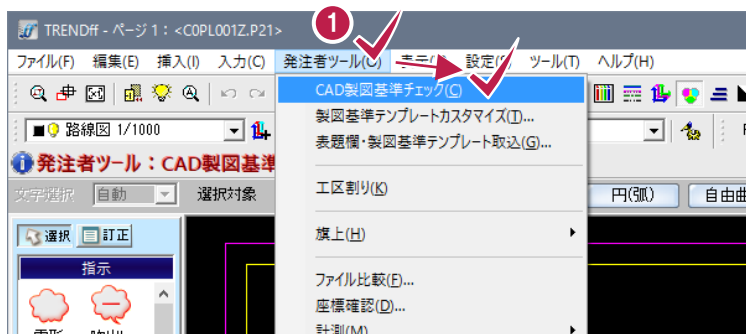 TRENDff - ページ 1 : <C0PL001Z.P21>
1
ファイル(F) 編集(E) 挿入(I) 入力(C) 発注者ツール(O) 設定(S) ツール(T) ヘルプ(H)
CAD製図基準チェック(C)
製図基準テンプレートカスタマイズ(T)...
表題欄・製図基準テンプレート取込(G)...
工区割り(K)
旗上(H)
ファイル比較(F)...
座標確認(D)...
計測(M)
路線図 1/1000
発注者ツール：CAD製図基準
文字選択 自動 選択対象 円(弧) 自由曲
選択 訂正
指示
雲形 吹出し